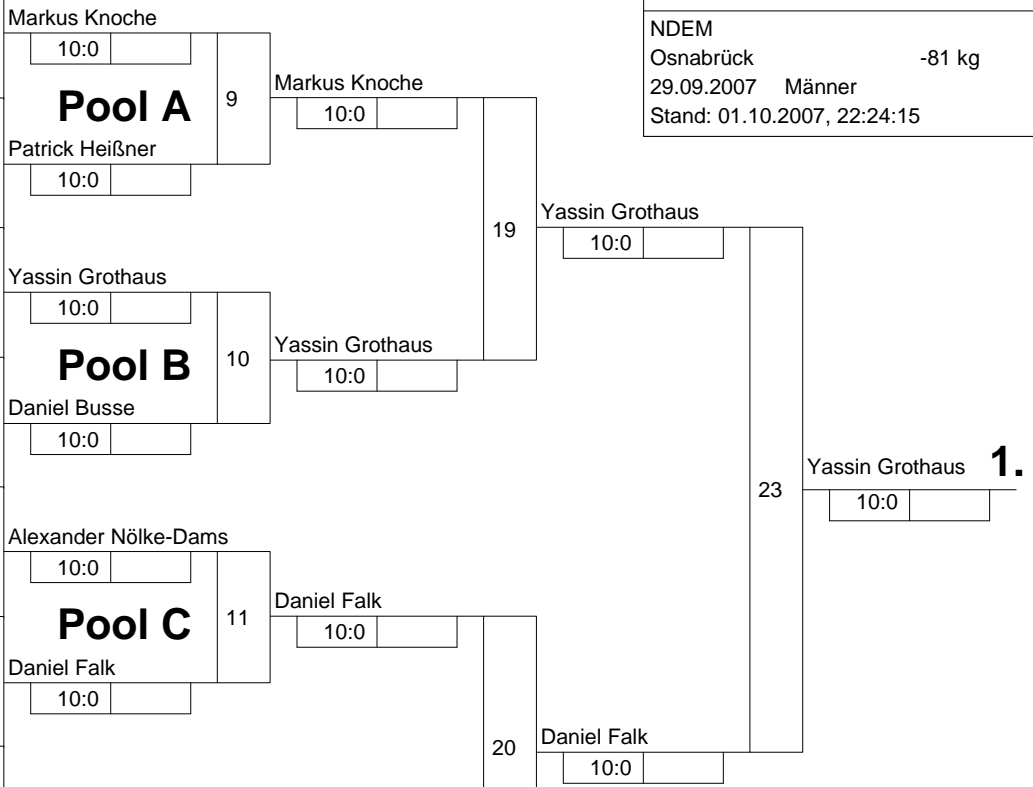 NDEM
Osnabrück -81 kg
29.09.2007 Männer
Stand: 01.10.2007, 22:24:15
Markus Knoche
10:0
Pool A
9
Patrick Heißner
10:0
Markus Knoche
10:0
19
Yassin Grothaus
10:0
Yassin Grothaus
10:0
Pool B
10
Daniel Busse
10:0
Yassin Grothaus
10:0
23
Yassin Grothaus 1.
10:0
Alexander Nölke-Dams
10:0
Pool C
11
Daniel Falk
10:0
Daniel Falk
10:0
20
Daniel Falk
10:0